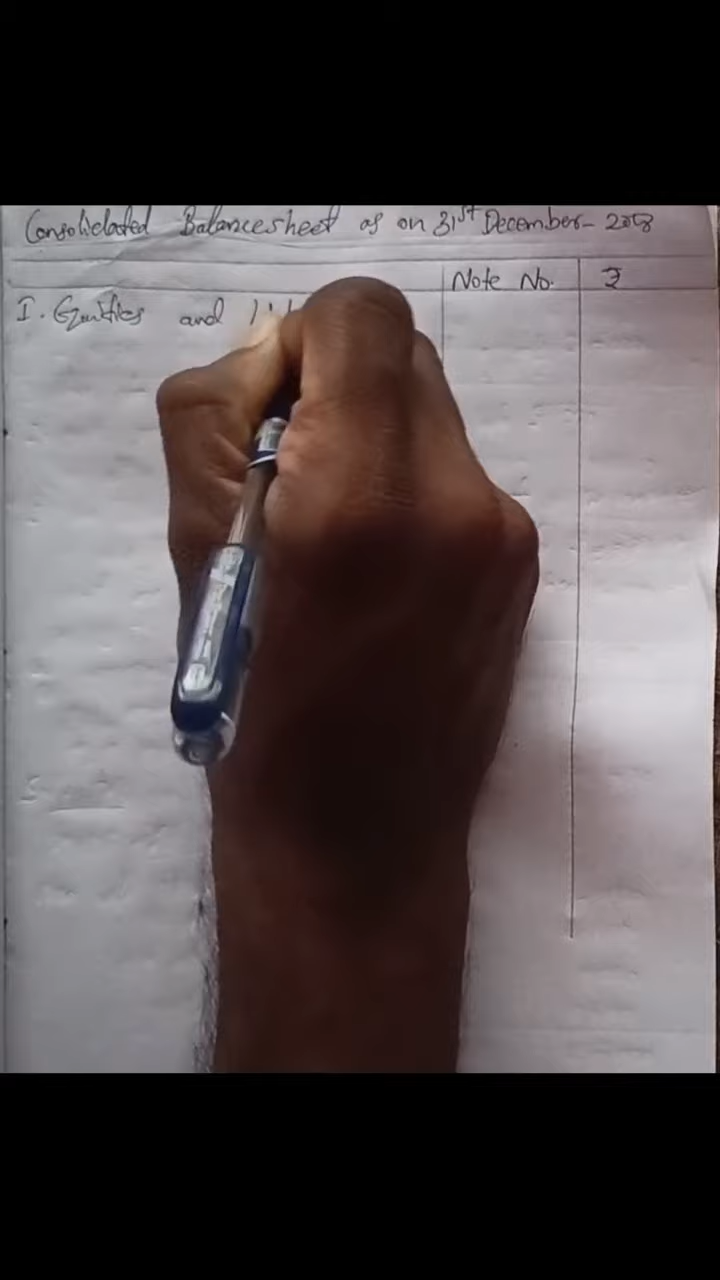 Consolidated Balancesheet as on 31st December- 2018
Note No. ₹
I. Equities and